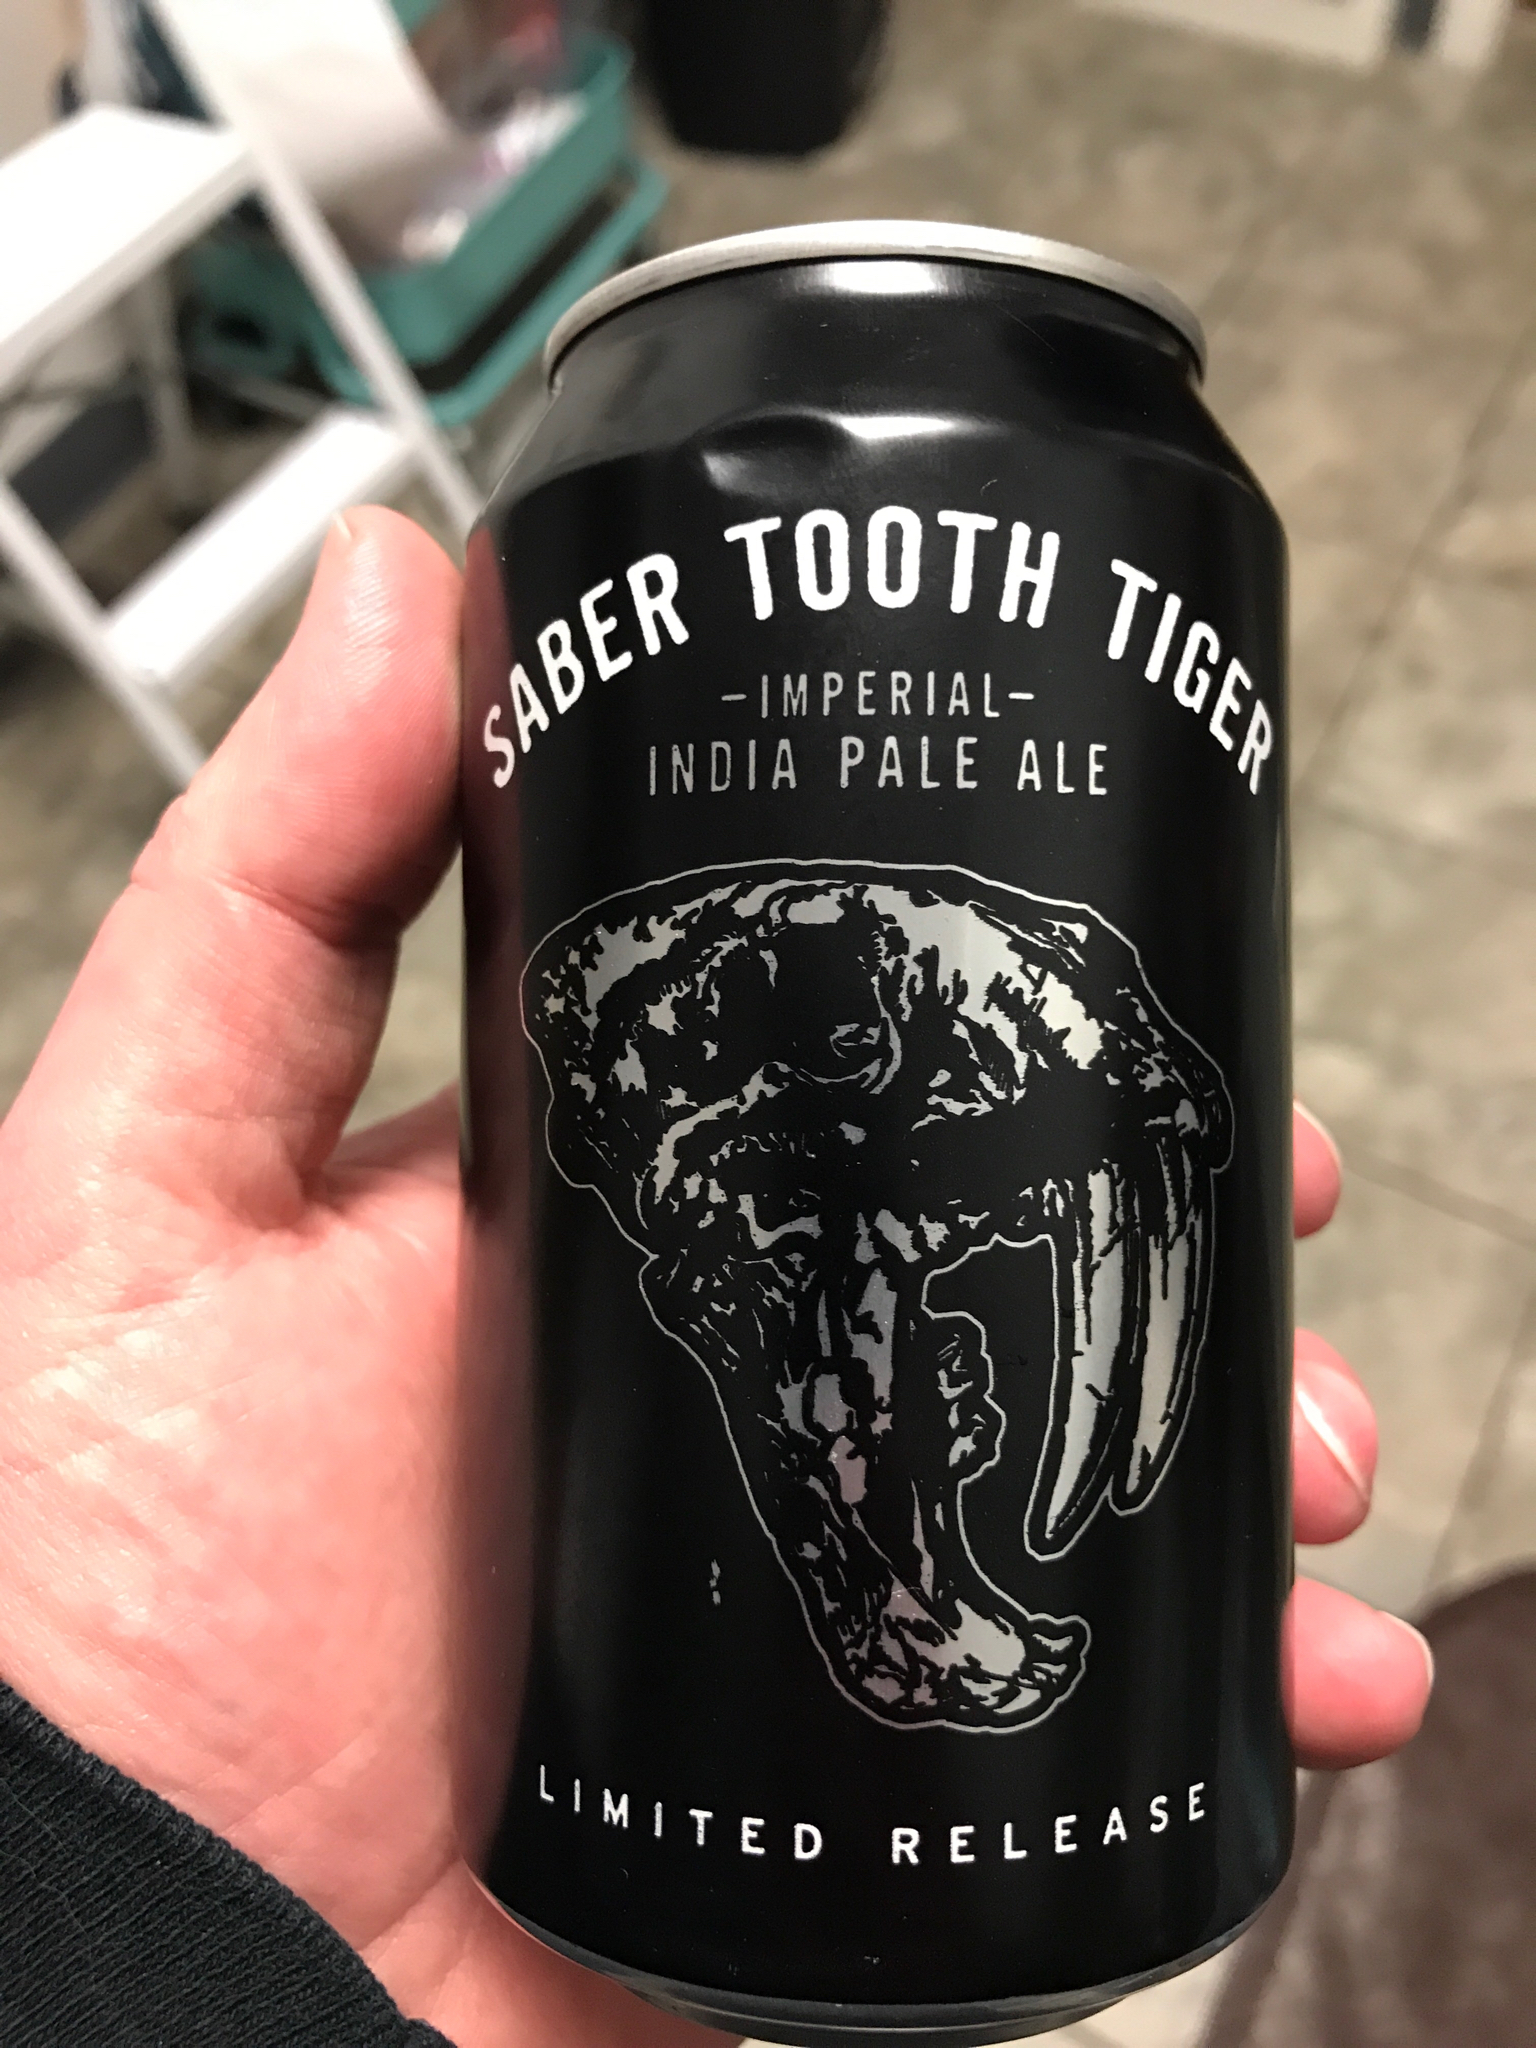 SABER TOOTH TIGER
-IMPERIAL-
INDIA PALE ALE
LIMITED RELEASE